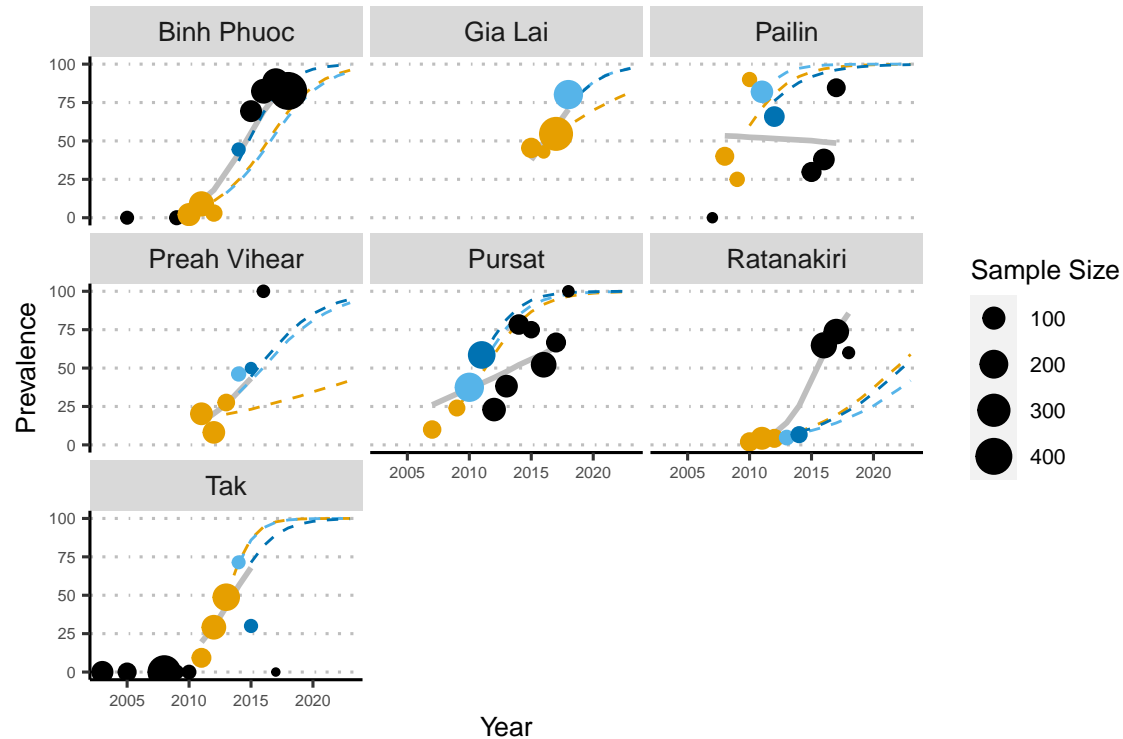 Binh Phuoc Gia Lai Pailin
100
75
50
25
0
Preah Vihear Pursat Ratanakiri
Sample Size
100
200
300
400
Prevalence
100
75
50
25
0
2005 2010 2015 2020 2005 2010 2015 2020
Tak
100
75
50
25
0
2005 2010 2015 2020
Year